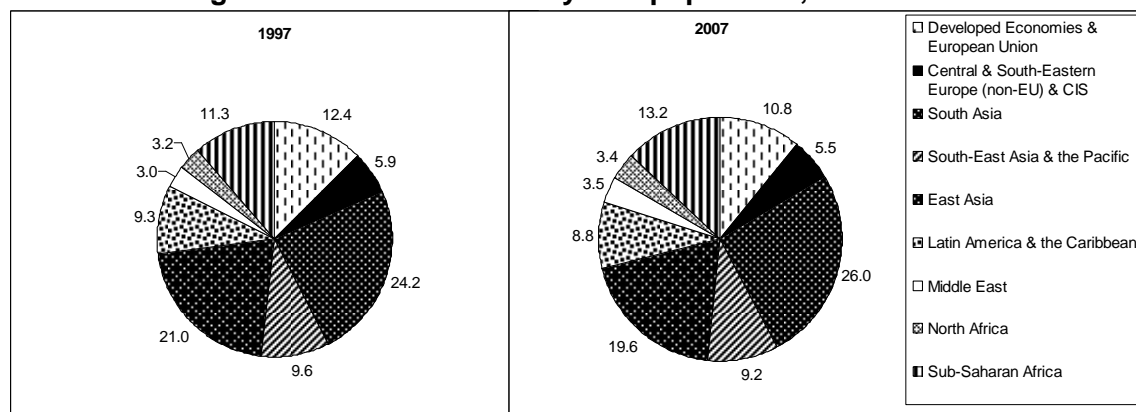 1997
2007
11.3
12.4
3.2
5.9
3.0
9.3
24.2
21.0
9.6
13.2
10.8
3.4
5.5
3.5
8.8
26.0
19.6
9.2
Developed Economies &
European Union
Central & South-Eastern
Europe (non-EU) & CIS
South Asia
South-East Asia & the Pacific
East Asia
Latin America & the Caribbean
Middle East
North Africa
Sub-Saharan Africa